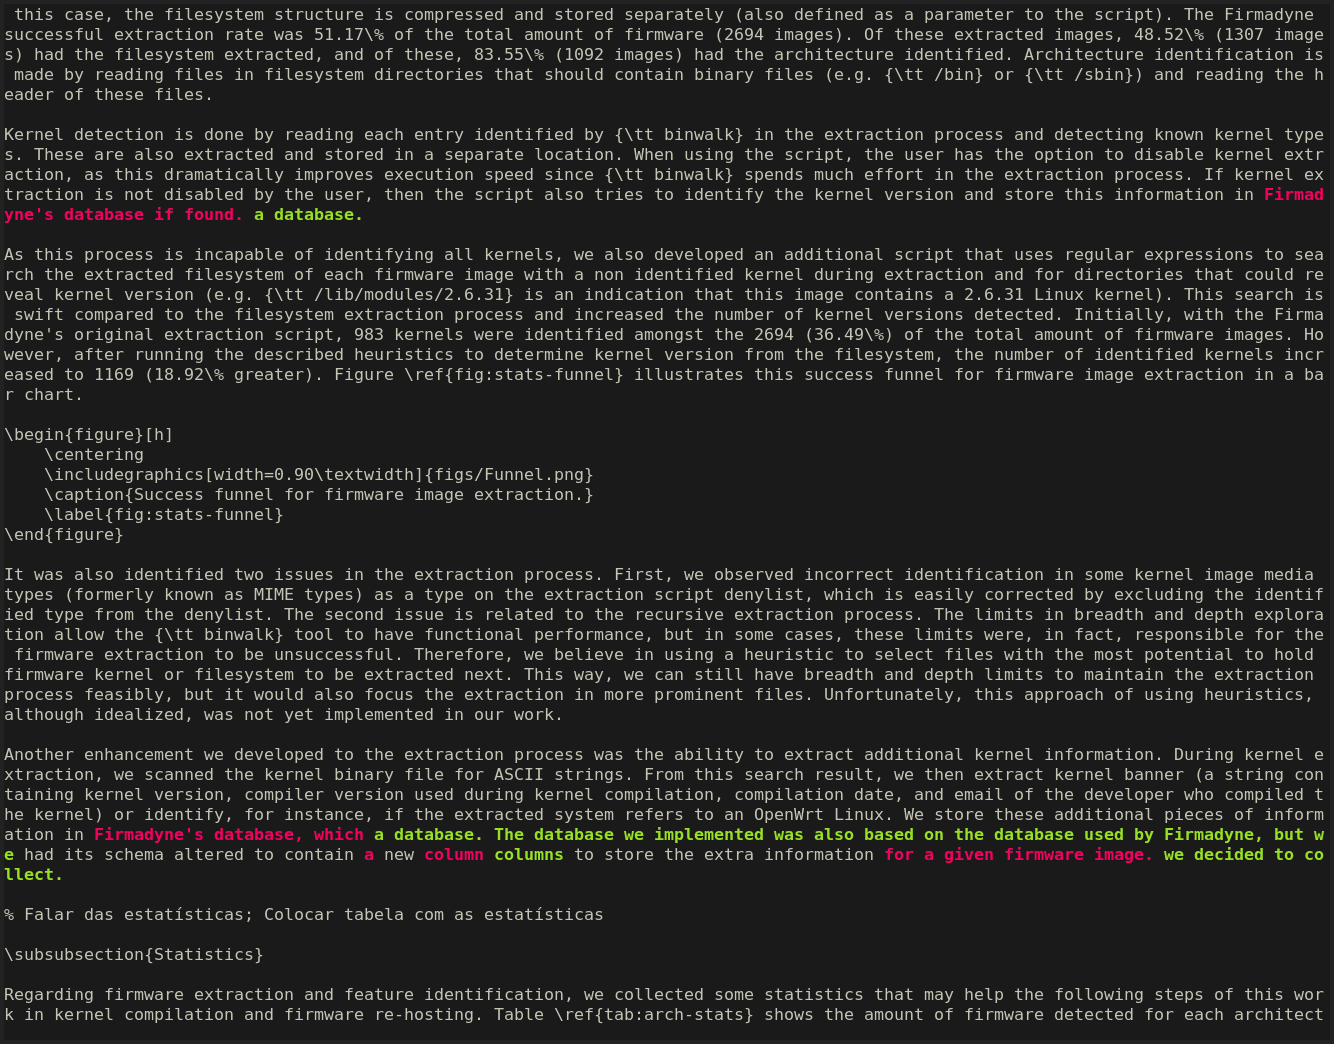 this case, the filesystem structure is compressed and stored separately (also defined as a parameter to the script). The Firmadyne
successful extraction rate was 51.17\% of the total amount of firmware (2694 images). Of these extracted images, 48.52\% (1307 image
s) had the filesystem extracted, and of these, 83.55\% (1092 images) had the architecture identified. Architecture identification is
made by reading files in filesystem directories that should contain binary files (e.g. {\tt /bin} or {\tt /sbin}) and reading the h
eader of these files.

Kernel detection is done by reading each entry identified by {\tt binwalk} in the extraction process and detecting known kernel type
s. These are also extracted and stored in a separate location. When using the script, the user has the option to disable kernel extr
action, as this dramatically improves execution speed since {\tt binwalk} spends much effort in the extraction process. If kernel ex
traction is not disabled by the user, then the script also tries to identify the kernel version and store this information in Firmad
yne's database if found. a database.

As this process is incapable of identifying all kernels, we also developed an additional script that uses regular expressions to sea
rch the extracted filesystem of each firmware image with a non identified kernel during extraction and for directories that could re
veal kernel version (e.g. {\tt /lib/modules/2.6.31} is an indication that this image contains a 2.6.31 Linux kernel). This search is
swift compared to the filesystem extraction process and increased the number of kernel versions detected. Initially, with the Firma
dyne's original extraction script, 983 kernels were identified amongst the 2694 (36.49\%) of the total amount of firmware images. Ho
wever, after running the described heuristics to determine kernel version from the filesystem, the number of identified kernels incr
eased to 1169 (18.92\% greater). Figure \ref{fig:stats-funnel} illustrates this success funnel for firmware image extraction in a ba
r chart.

\begin{figure}[h]
    \centering
    \includegraphics[width=0.90\textwidth]{figs/Funnel.png}
    \caption{Success funnel for firmware image extraction.}
    \label{fig:stats-funnel}
\end{figure}

It was also identified two issues in the extraction process. First, we observed incorrect identification in some kernel image media
types (formerly known as MIME types) as a type on the extraction script denylist, which is easily corrected by excluding the identif
ied type from the denylist. The second issue is related to the recursive extraction process. The limits in breadth and depth explora
tion allow the {\tt binwalk} tool to have functional performance, but in some cases, these limits were, in fact, responsible for the
firmware extraction to be unsuccessful. Therefore, we believe in using a heuristic to select files with the most potential to hold
firmware kernel or filesystem to be extracted next. This way, we can still have breadth and depth limits to maintain the extraction
process feasibly, but it would also focus the extraction in more prominent files. Unfortunately, this approach of using heuristics,
although idealized, was not yet implemented in our work.

Another enhancement we developed to the extraction process was the ability to extract additional kernel information. During kernel e
xtraction, we scanned the kernel binary file for ASCII strings. From this search result, we then extract kernel banner (a string con
taining kernel version, compiler version used during kernel compilation, compilation date, and email of the developer who compiled t
he kernel) or identify, for instance, if the extracted system refers to an OpenWrt Linux. We store these additional pieces of inform
ation in Firmadyne's database, which a database. The database we implemented was also based on the database used by Firmadyne, but w
e had its schema altered to contain a new column columns to store the extra information for a given firmware image. we decided to co
llect.

% Falar das estatísticas; Colocar tabela com as estatísticas

\subsubsection{Statistics}

Regarding firmware extraction and feature identification, we collected some statistics that may help the following steps of this wor
k in kernel compilation and firmware re-hosting. Table \ref{tab:arch-stats} shows the amount of firmware detected for each architect